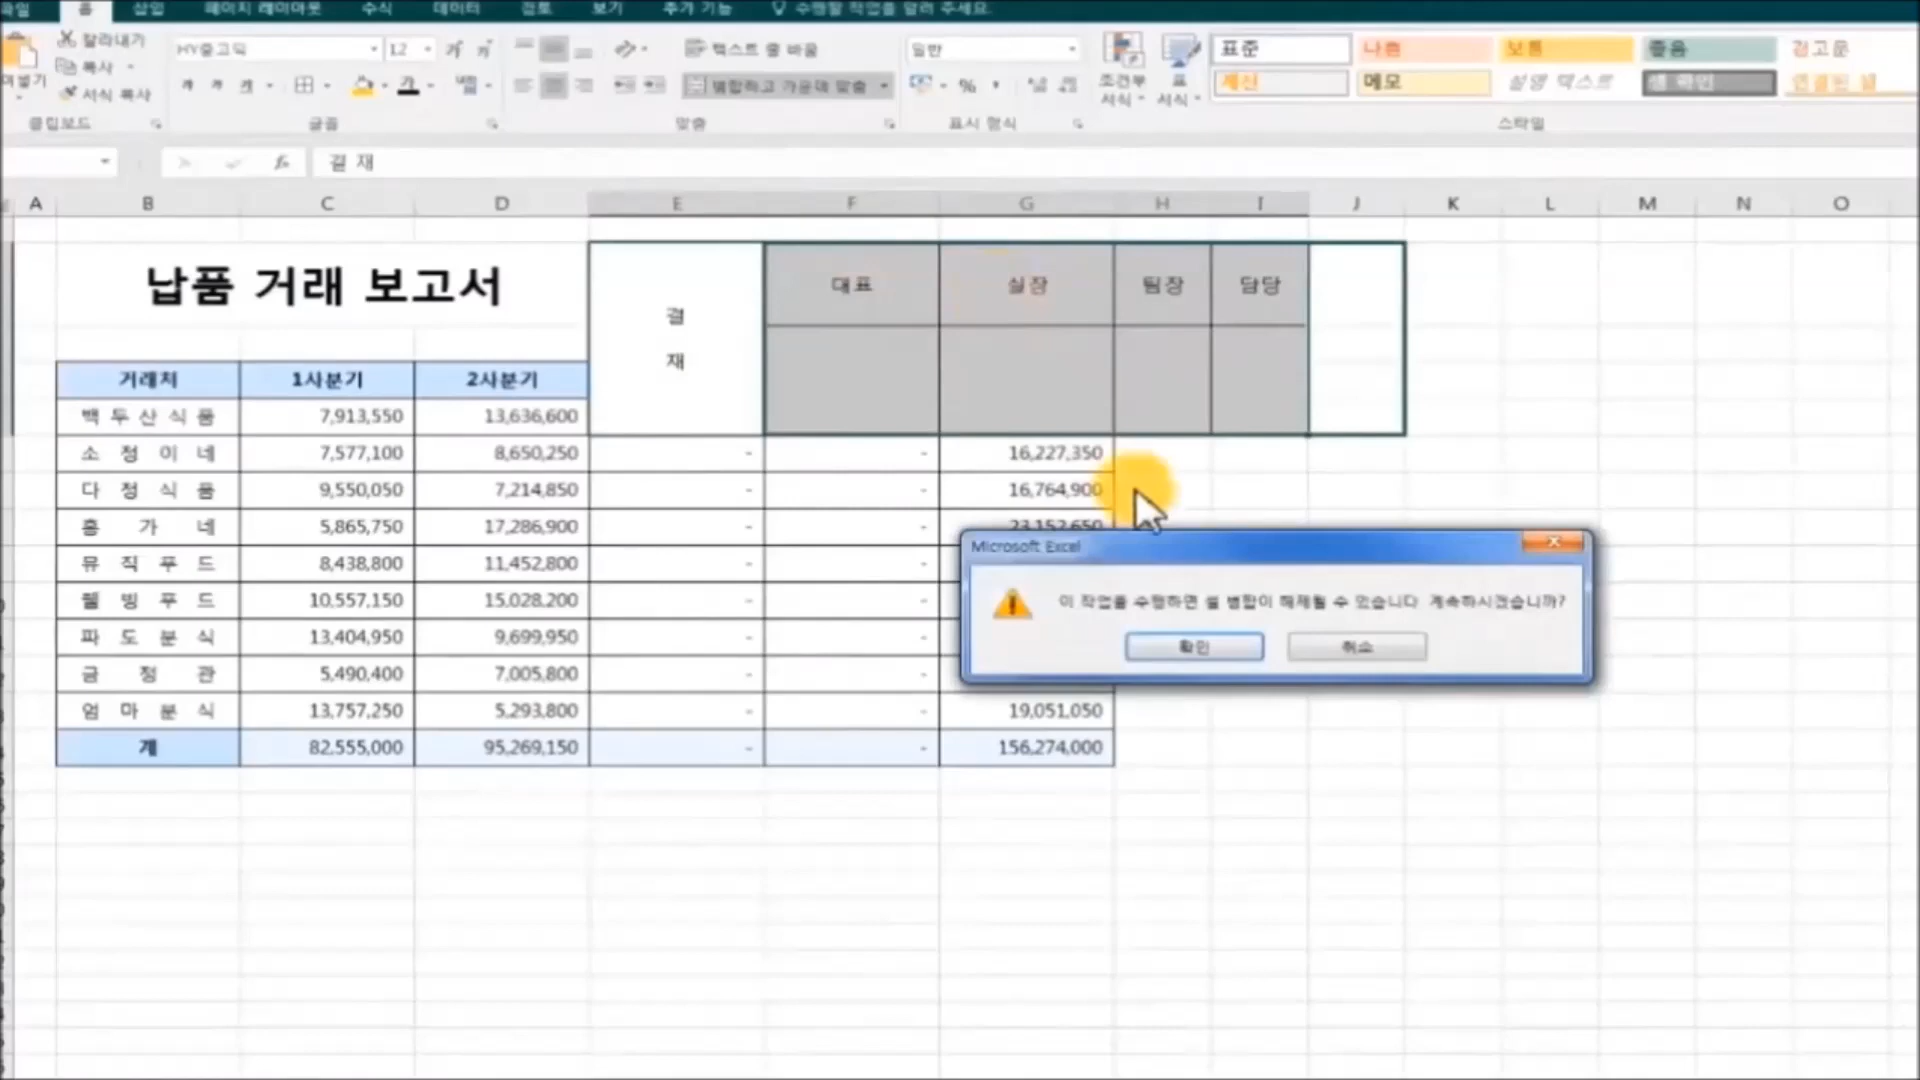 파일 홈 삽입 페이지 레이아웃 수식 데이터 검토 보기 추가 기능 수행할 작업을 알려 주세요.
잘라내기 HY중고딕 12 가 가 텍스트 줄 바꿈 일반 표준 나쁨 보통 좋음 경고문
복사 가 가 가 가 병합하고 가운데 맞춤 % 조건부 표 계산 메모 설명 텍스트 셀 확인 연결된 셀
서식 복사 서식 서식
클립보드 글꼴 맞춤 표시 형식 스타일
fx 결 재
A B C D E F G H I J K L M N O
납품 거래 보고서
결
재
대표 실장 팀장 담당
거래처 1사분기 2사분기
백 두 산 식 품 7,913,550 13,636,600
소 정 이 네 7,577,100 8,650,250 - - 16,227,350
다 정 식 품 9,550,050 7,214,850 - - 16,764,900
흥 가 네 5,865,750 17,286,900 - - 23,152,650
뮤 직 푸 드 8,438,800 11,452,800 - -
웰 빙 푸 드 10,557,150 15,028,200 - -
파 도 분 식 13,404,950 9,699,950 - -
금 정 관 5,490,400 7,005,800 - -
엄 마 분 식 13,757,250 5,293,800 - - 19,051,050
계 82,555,000 95,269,150 - - 156,274,000
Microsoft Excel
이 작업을 수행하면 셀 병합이 해제될 수 있습니다. 계속하시겠습니까?
확인 취소